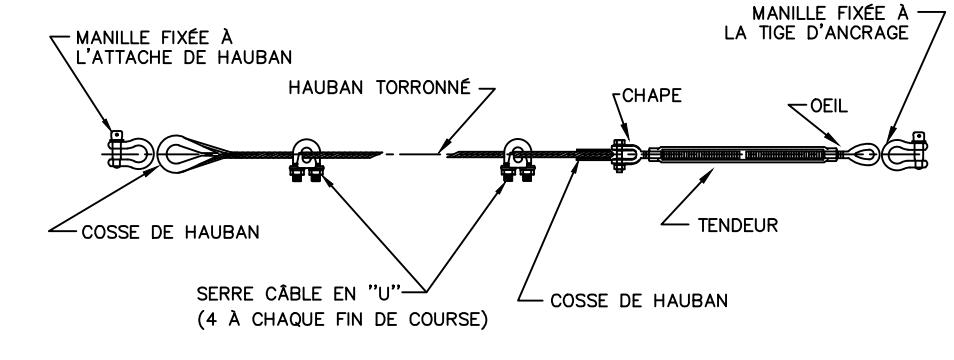 MANILLE FIXÉE À
L'ATTACHE DE HAUBAN
HAUBAN TORRONNÉ
CHAPE
OEIL
MANILLE FIXÉE À
LA TIGE D'ANCRAGE
COSSE DE HAUBAN
TENDEUR
SERRE CÂBLE EN "U"
(4 À CHAQUE FIN DE COURSE)
COSSE DE HAUBAN